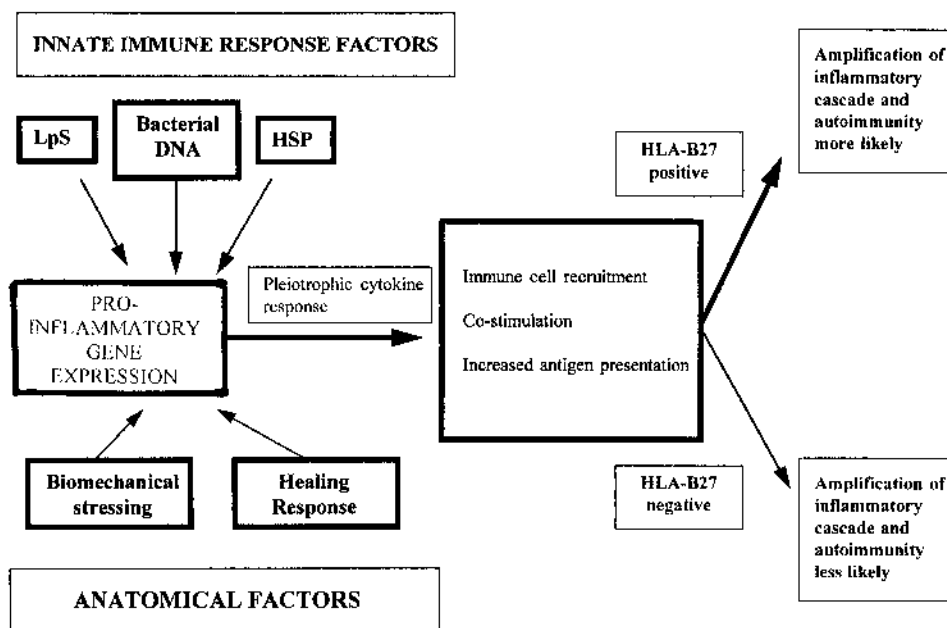 INNATE IMMUNE RESPONSE FACTORS
LpS
Bacterial
DNA
HSP
PRO-
INFLAMMATORY
GENE
EXPRESSION
Biomechanical
stressing
Healing
Response
ANATOMICAL FACTORS
Pleiotrophic cytokine
response
Immune cell recruitment
Co-stimulation
Increased antigen presentation
HLA-B27
positive
Amplification of
inflammatory
cascade and
autoimmunity
more likely
HLA-B27
negative
Amplification of
inflammatory
cascade and
autoimmunity
less likely